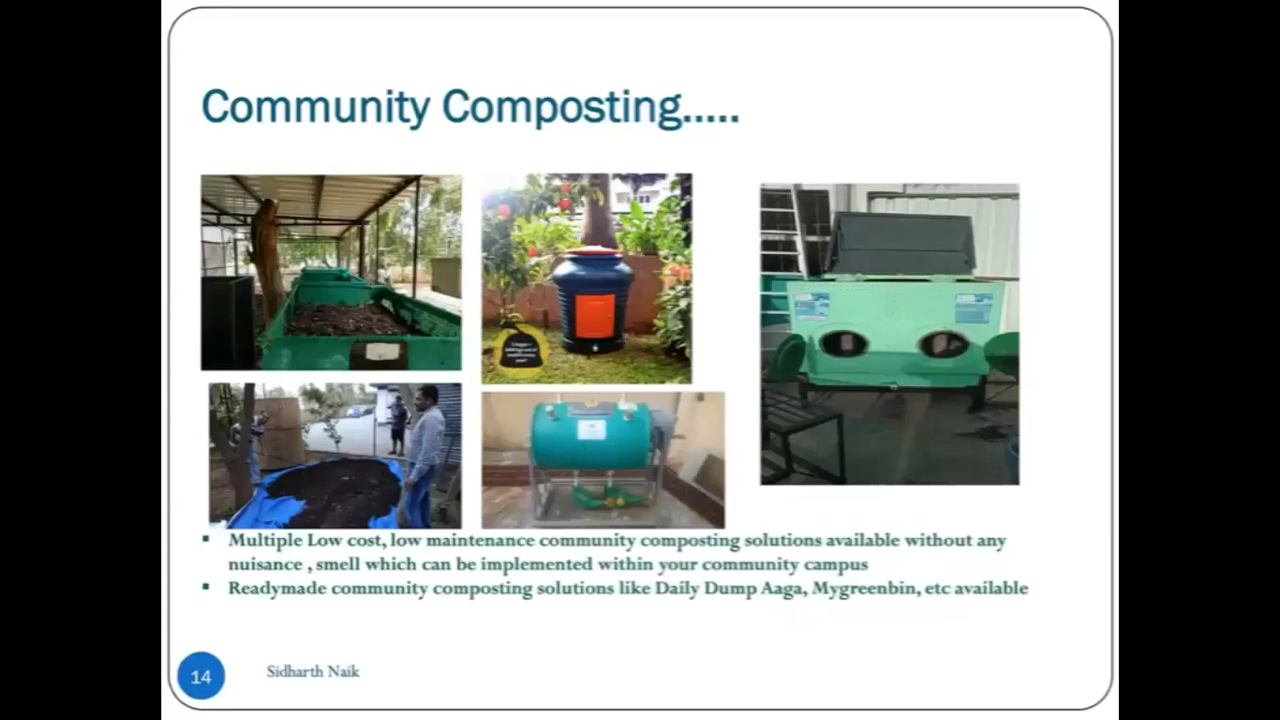 Community Composting.....
Multiple Low cost, low maintenance community composting solutions available without any
nuisance , smell which can be implemented within your community campus
Readymade community composting solutions like Daily Dump Aaga, Mygreenbin, etc available
14
Sidharth Naik